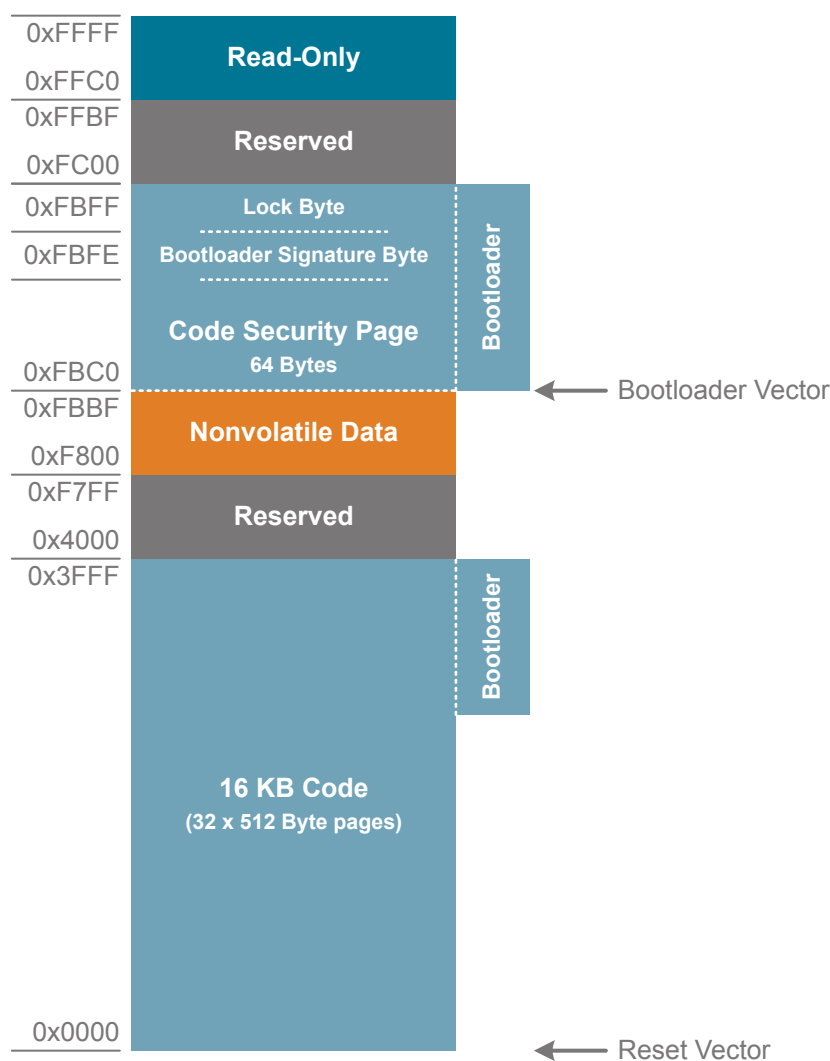 0xFFFF
Read-Only
0xFFC0
0xFFBF
Reserved
0xFC00
0xFBFF
Lock Byte
0xFBFE
Bootloader Signature Byte
Bootloader
Code Security Page
64 Bytes
0xFBC0
Bootloader Vector
0xFBBF
Nonvolatile Data
0xF800
0xF7FF
Reserved
0x4000
0x3FFF
Bootloader
16 KB Code
(32 x 512 Byte pages)
0x0000
Reset Vector